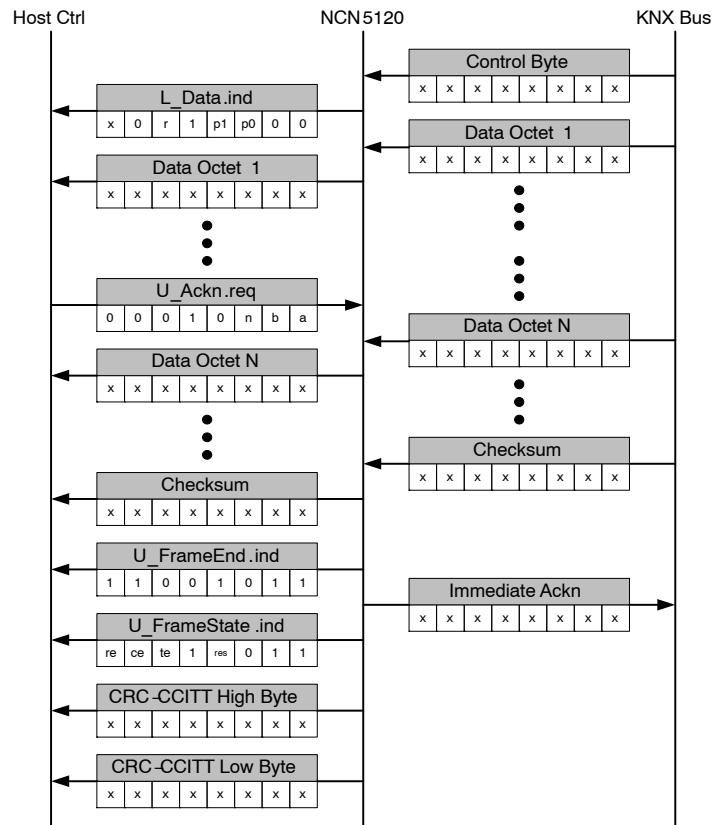 Host Ctrl NCN5120 KNX Bus
Control Byte
x x x x x x x x
L_Data.ind
x 0 r 1 p1 p0 0 0
Data Octet 1
x x x x x x x x
Data Octet 1
x x x x x x x x
U_Ackn.req
0 0 0 1 0 n b a
Data Octet N
x x x x x x x x
Data Octet N
x x x x x x x x
Checksum
x x x x x x x x
Checksum
x x x x x x x x
U_FrameEnd.ind
1 1 0 0 1 0 1 1
Immediate Ackn
x x x x x x x x
U_FrameState.ind
re ce te 1 res 0 1 1
CRC-CCITT High Byte
x x x x x x x x
CRC-CCITT Low Byte
x x x x x x x x